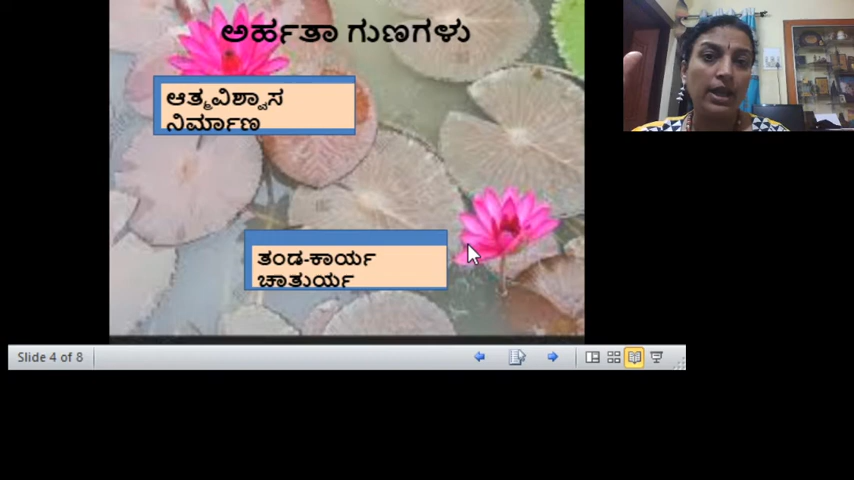 ಅರ್ಹತಾ ಗುಣಗಳು
ಆತ್ಮವಿಶ್ವಾಸ
ನಿರ್ಮಾಣ
ತಂಡ-ಕಾರ್ಯ
ಚಾತುರ್ಯ
Slide 4 of 8